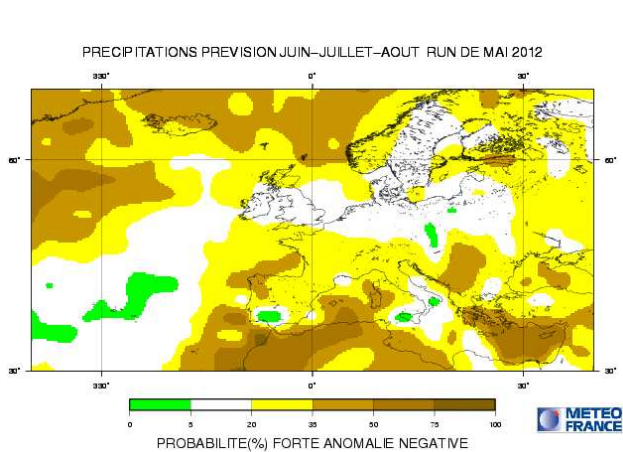 PRECIPITATIONS PREVISION JUIN–JUILLET–AOUT RUN DE MAI 2012
330° 0° 30°
60° 60°
30° 30°
330° 0° 30°
0 5 20 35 50 75 100
PROBABILITE(%) FORTE ANOMALIE NEGATIVE
METEO
FRANCE